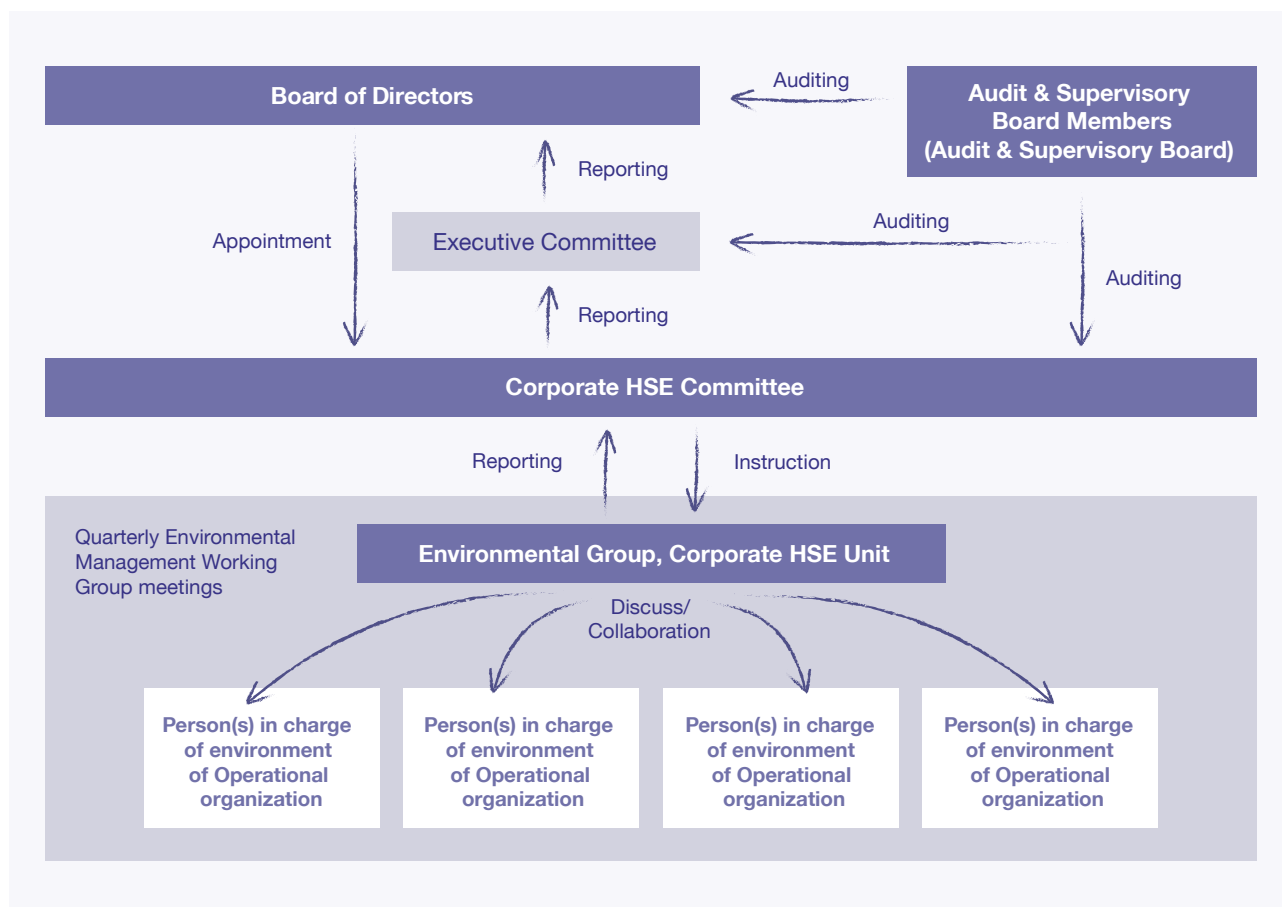 Board of Directors
Auditing
Audit & Supervisory
Board Members
(Audit & Supervisory Board)
Reporting
Appointment
Executive Committee
Auditing
Auditing
Reporting
Corporate HSE Committee
Reporting
Instruction
Quarterly Environmental
Management Working
Group meetings
Environmental Group, Corporate HSE Unit
Discuss/
Collaboration
Person(s) in charge
of environment
of Operational
organization
Person(s) in charge
of environment
of Operational
organization
Person(s) in charge
of environment
of Operational
organization
Person(s) in charge
of environment
of Operational
organization